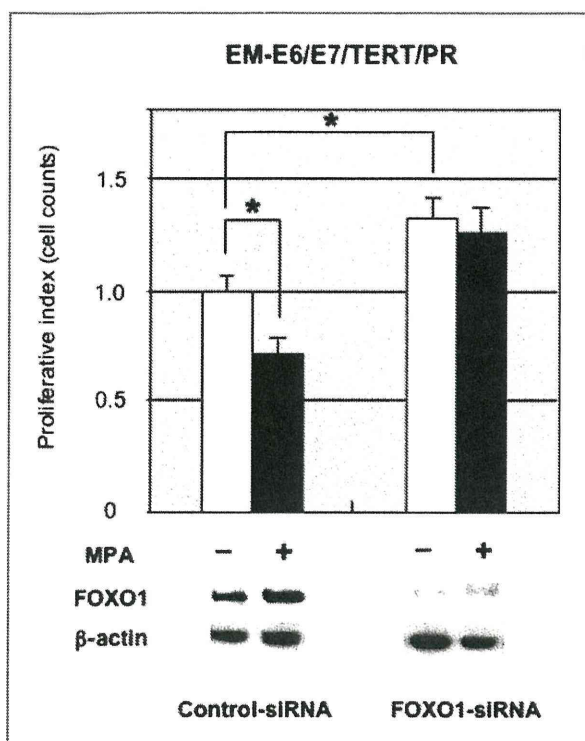 EM-E6/E7/TERT/PR
*
1.5
*
1.0
0.5
0
Proliferative index (cell counts)
MPA − + − +
FOXO1
β-actin
Control-siRNA FOXO1-siRNA